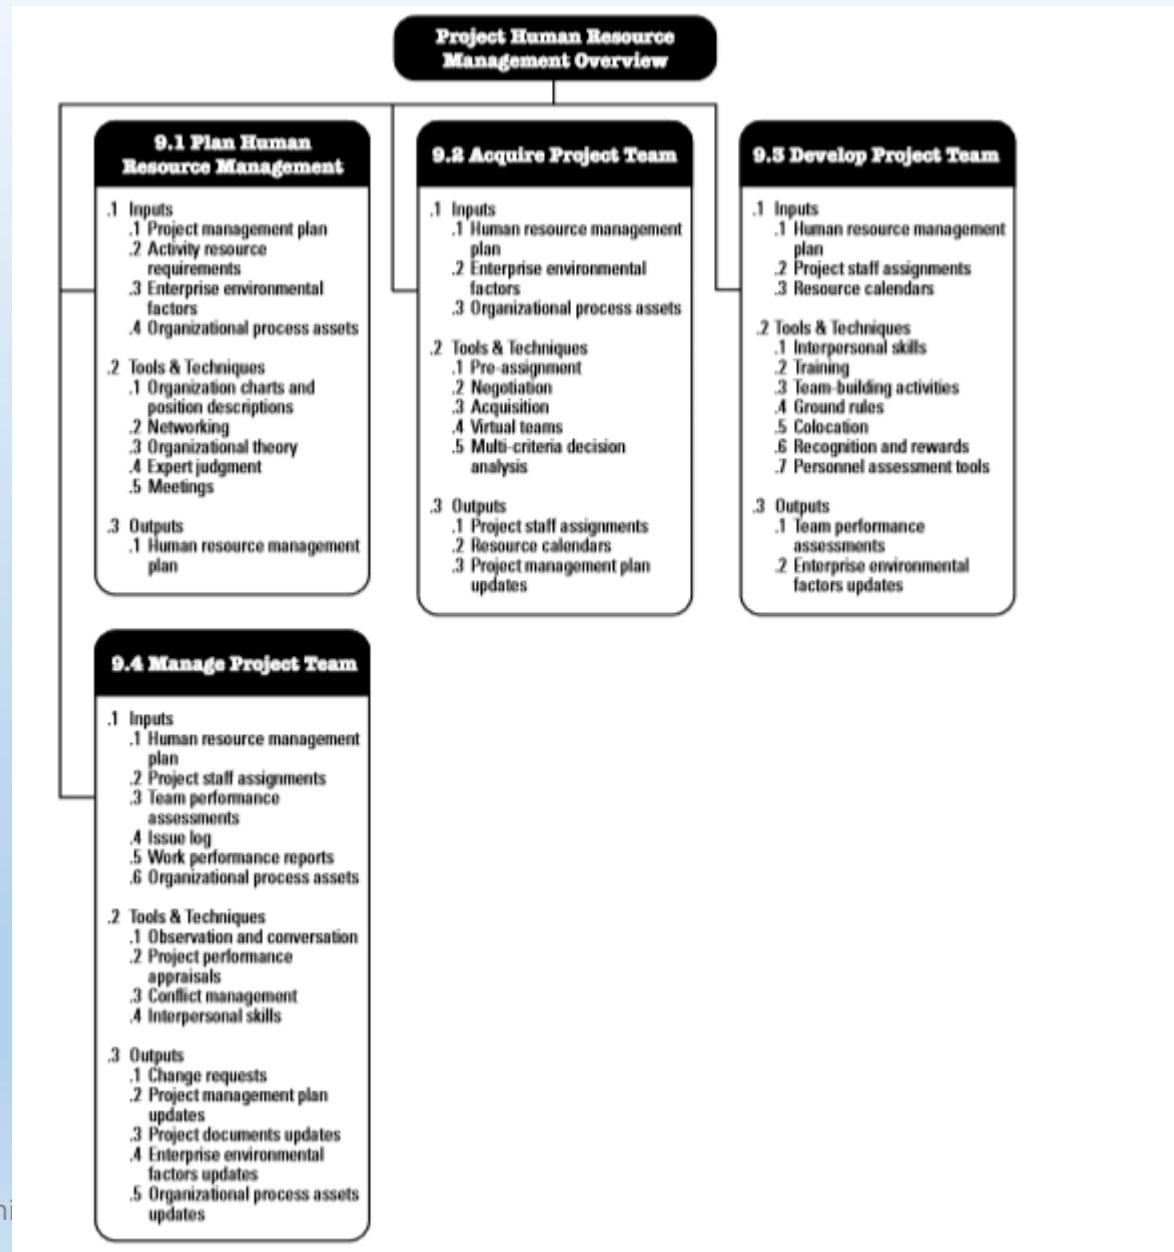 Project Human Resource
Management Overview
9.1 Plan Human
Resource Management
.1 Inputs
.1 Project management plan
.2 Activity resource
requirements
.3 Enterprise environmental
factors
.4 Organizational process assets
.2 Tools & Techniques
.1 Organization charts and
position descriptions
.2 Networking
.3 Organizational theory
.4 Expert judgment
.5 Meetings
.3 Outputs
.1 Human resource management
plan
9.2 Acquire Project Team
.1 Inputs
.1 Human resource management
plan
.2 Enterprise environmental
factors
.3 Organizational process assets
.2 Tools & Techniques
.1 Pre-assignment
.2 Negotiation
.3 Acquisition
.4 Virtual teams
.5 Multi-criteria decision
analysis
.3 Outputs
.1 Project staff assignments
.2 Resource calendars
.3 Project management plan
updates
9.3 Develop Project Team
.1 Inputs
.1 Human resource management
plan
.2 Project staff assignments
.3 Resource calendars
.2 Tools & Techniques
.1 Interpersonal skills
.2 Training
.3 Team-building activities
.4 Ground rules
.5 Colocation
.6 Recognition and rewards
.7 Personnel assessment tools
.3 Outputs
.1 Team performance
assessments
.2 Enterprise environmental
factors updates
9.4 Manage Project Team
.1 Inputs
.1 Human resource management
plan
.2 Project staff assignments
.3 Team performance
assessments
.4 Issue log
.5 Work performance reports
.6 Organizational process assets
.2 Tools & Techniques
.1 Observation and conversation
.2 Project performance
appraisals
.3 Conflict management
.4 Interpersonal skills
.3 Outputs
.1 Change requests
.2 Project management plan
updates
.3 Project documents updates
.4 Enterprise environmental
factors updates
.5 Organizational process assets
updates